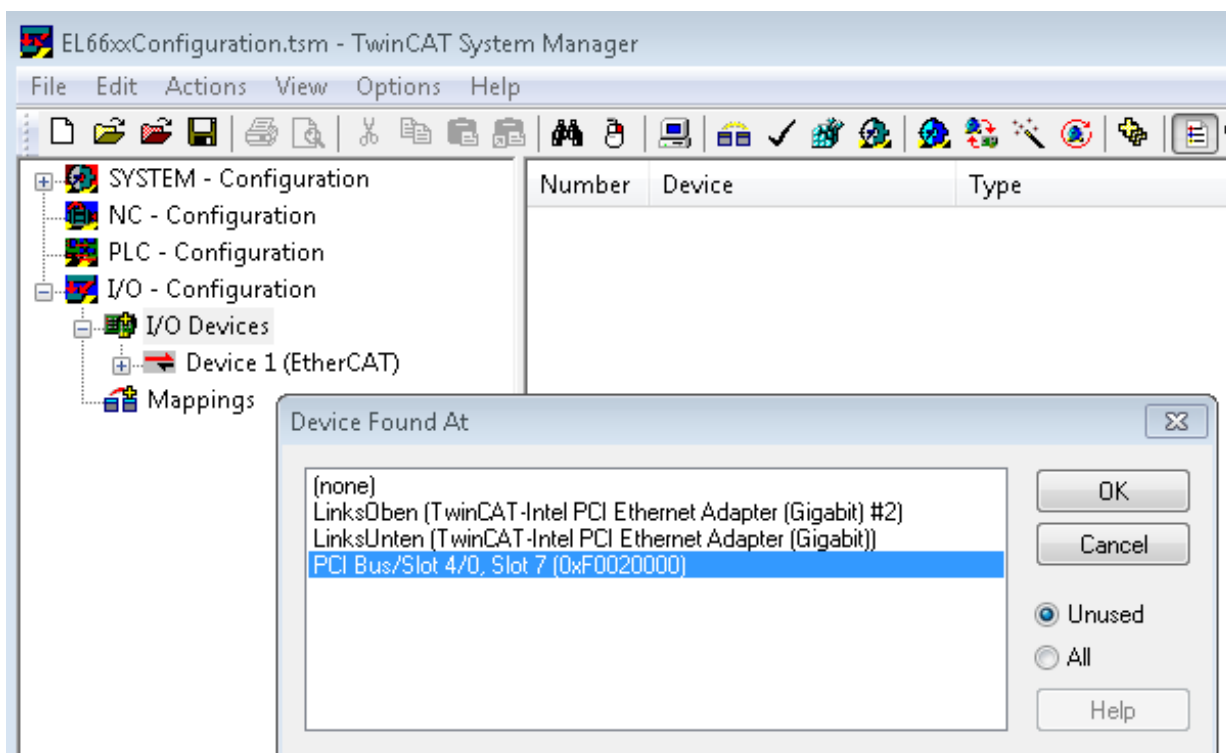 EL66xxConfiguration.tsm - TwinCAT System Manager
File Edit Actions View Options Help
SYSTEM - Configuration
NC - Configuration
PLC - Configuration
I/O - Configuration
I/O Devices
Device 1 (EtherCAT)
Mappings
Number Device Type
Device Found At
(none)
LinksOben (TwinCAT-Intel PCI Ethernet Adapter (Gigabit) #2)
LinksUnten (TwinCAT-Intel PCI Ethernet Adapter (Gigabit))
PCI Bus/Slot 4/0, Slot 7 (0xF0020000)
OK
Cancel
Unused
All
Help